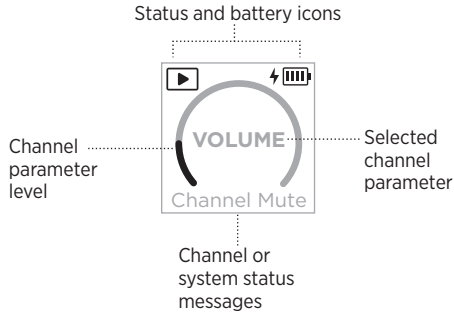 Status and battery icons
VOLUME
Channel Mute
Channel
parameter
level
Selected
channel
parameter
Channel or
system status
messages